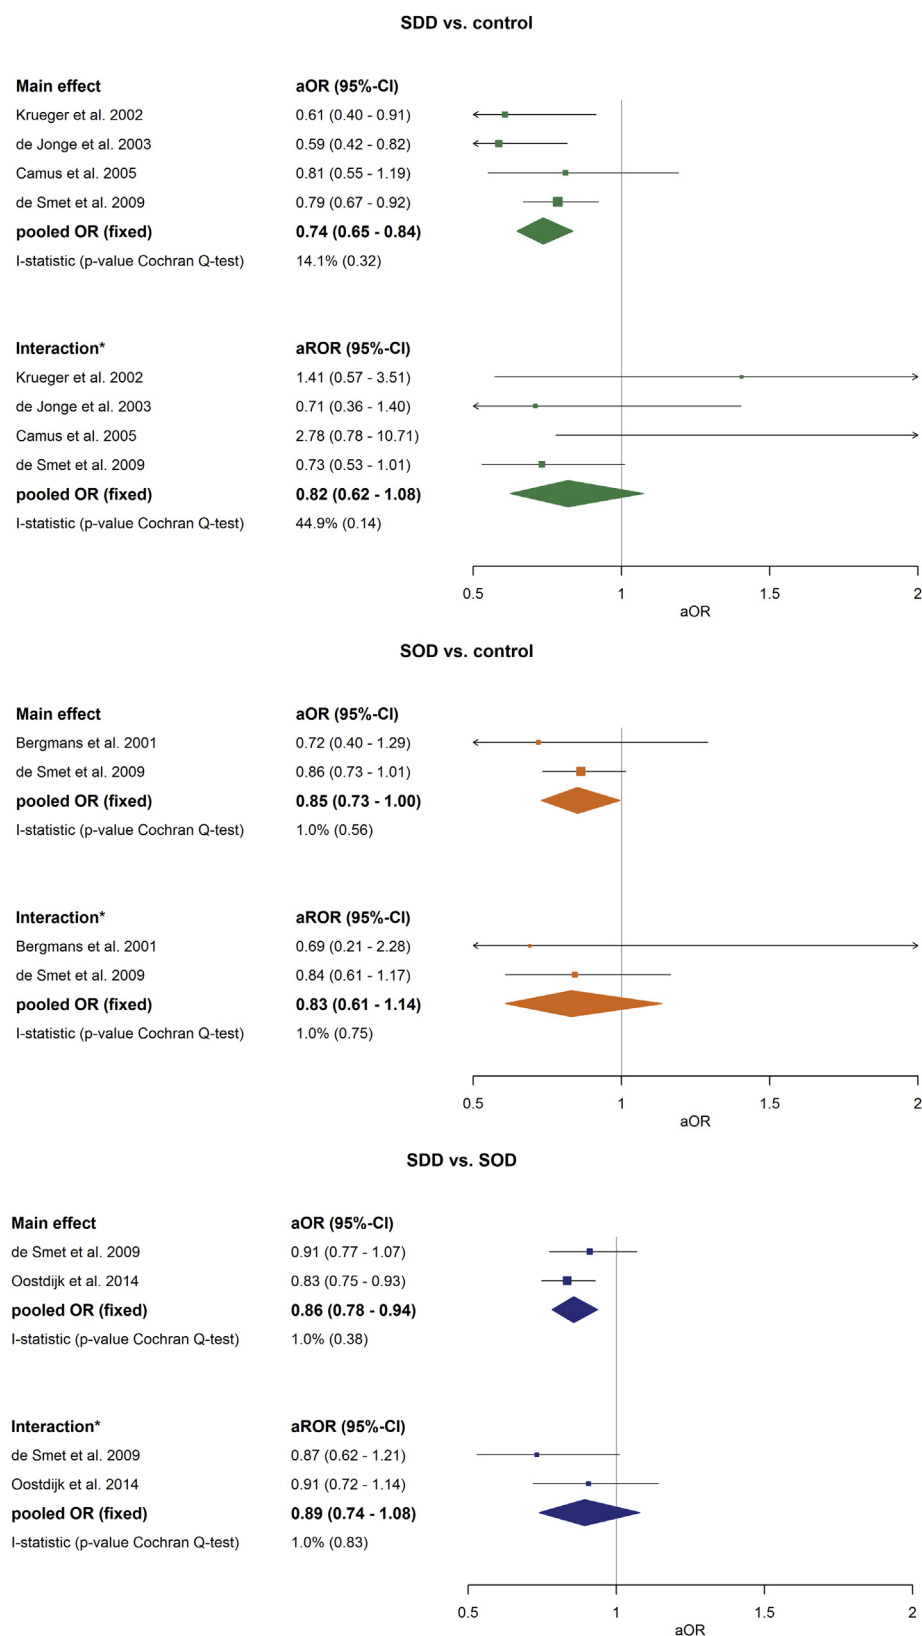 SDD vs. control
Main effect aOR (95%-CI)
Krueger et al. 2002 0.61 (0.40 - 0.91)
de Jonge et al. 2003 0.59 (0.42 - 0.82)
Camus et al. 2005 0.81 (0.55 - 1.19)
de Smet et al. 2009 0.79 (0.67 - 0.92)
pooled OR (fixed) 0.74 (0.65 - 0.84)
I-statistic (p-value Cochran Q-test) 14.1% (0.32)
Interaction* aROR (95%-CI)
Krueger et al. 2002 1.41 (0.57 - 3.51)
de Jonge et al. 2003 0.71 (0.36 - 1.40)
Camus et al. 2005 2.78 (0.78 - 10.71)
de Smet et al. 2009 0.73 (0.53 - 1.01)
pooled OR (fixed) 0.82 (0.62 - 1.08)
I-statistic (p-value Cochran Q-test) 44.9% (0.14)
0.5 1 1.5 2
aOR
SOD vs. control
Main effect aOR (95%-CI)
Bergmans et al. 2001 0.72 (0.40 - 1.29)
de Smet et al. 2009 0.86 (0.73 - 1.01)
pooled OR (fixed) 0.85 (0.73 - 1.00)
I-statistic (p-value Cochran Q-test) 1.0% (0.56)
Interaction* aROR (95%-CI)
Bergmans et al. 2001 0.69 (0.21 - 2.28)
de Smet et al. 2009 0.84 (0.61 - 1.17)
pooled OR (fixed) 0.83 (0.61 - 1.14)
I-statistic (p-value Cochran Q-test) 1.0% (0.75)
0.5 1 1.5 2
aOR
SDD vs. SOD
Main effect aOR (95%-CI)
de Smet et al. 2009 0.91 (0.77 - 1.07)
Oostdijk et al. 2014 0.83 (0.75 - 0.93)
pooled OR (fixed) 0.86 (0.78 - 0.94)
I-statistic (p-value Cochran Q-test) 1.0% (0.38)
Interaction* aROR (95%-CI)
de Smet et al. 2009 0.87 (0.62 - 1.21)
Oostdijk et al. 2014 0.91 (0.72 - 1.14)
pooled OR (fixed) 0.89 (0.74 - 1.08)
I-statistic (p-value Cochran Q-test) 1.0% (0.83)
0.5 1 1.5 2
aOR